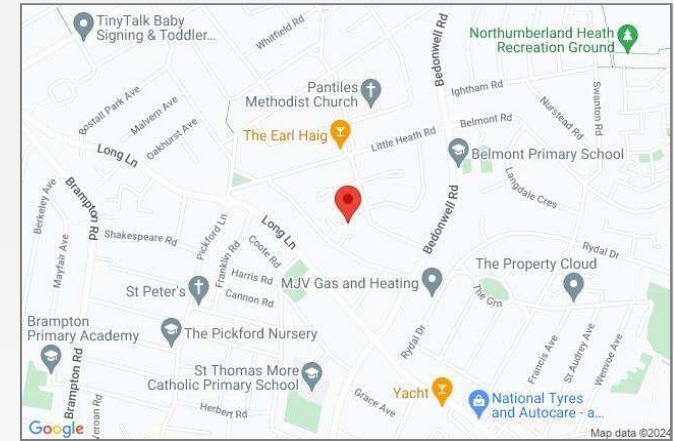 TinyTalk Baby
Signing & Toddler...
Whitfield Rd
Bedonwell Rd
Northumberland Heath
Recreation Ground
Pantiles
Methodist Church
Ightham Rd
Nurstead Rd
Swanton Rd
Bostall Park Ave
Malvern Ave
Oakhurst Ave
The Earl Haig
Little Heath Rd
Belmont Rd
Belmont Primary School
Long Ln
Langdale Cres
Berkeley Ave
Brampton Rd
Mayfair Ave
Shakespeare Rd
Pickford Ln
Franklin Rd
Long Ln
Coote Rd
Bedonwell Rd
Rydal Dr
Harris Rd
Cannon Rd
St Peter's
MJV Gas and Heating
The Property Cloud
The Grn
Brampton
Primary Academy
The Pickford Nursery
Rydal Dr
Francis Ave
St Audrey Ave
Wenvoe Ave
St Thomas More
Catholic Primary School
Brampton Rd
Herbert Rd
Grace Ave
Yacht
National Tyres
and Autocare - a...
Google
Map data ©2024